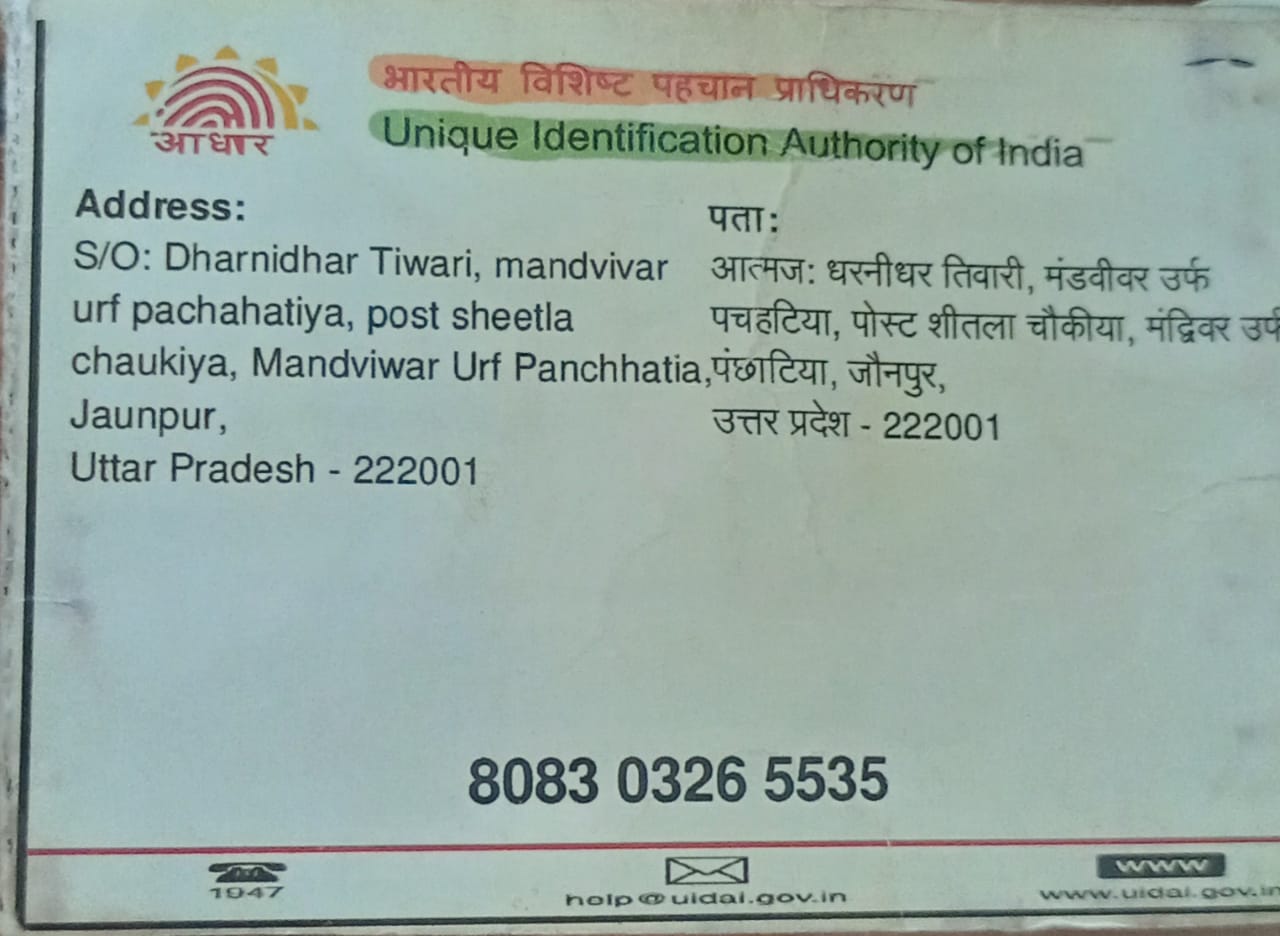 आधार
भारतीय विशिष्ट पहचान प्राधिकरण
Unique Identification Authority of India
Address:
S/O: Dharnidhar Tiwari, mandvivar
urf pachahatiya, post sheetla
chaukiya, Mandviwar Urf Panchhatia,
Jaunpur,
Uttar Pradesh - 222001
पता:
आत्मज: धरनीधर तिवारी, मंडवीवर उर्फ
पचहटिया, पोस्ट शीतला चौकीया, मंद्विवर उर्फ
पंछाटिया, जौनपुर,
उत्तर प्रदेश - 222001
8083 0326 5535
1947
help@uidai.gov.in
www
www.uidai.gov.in